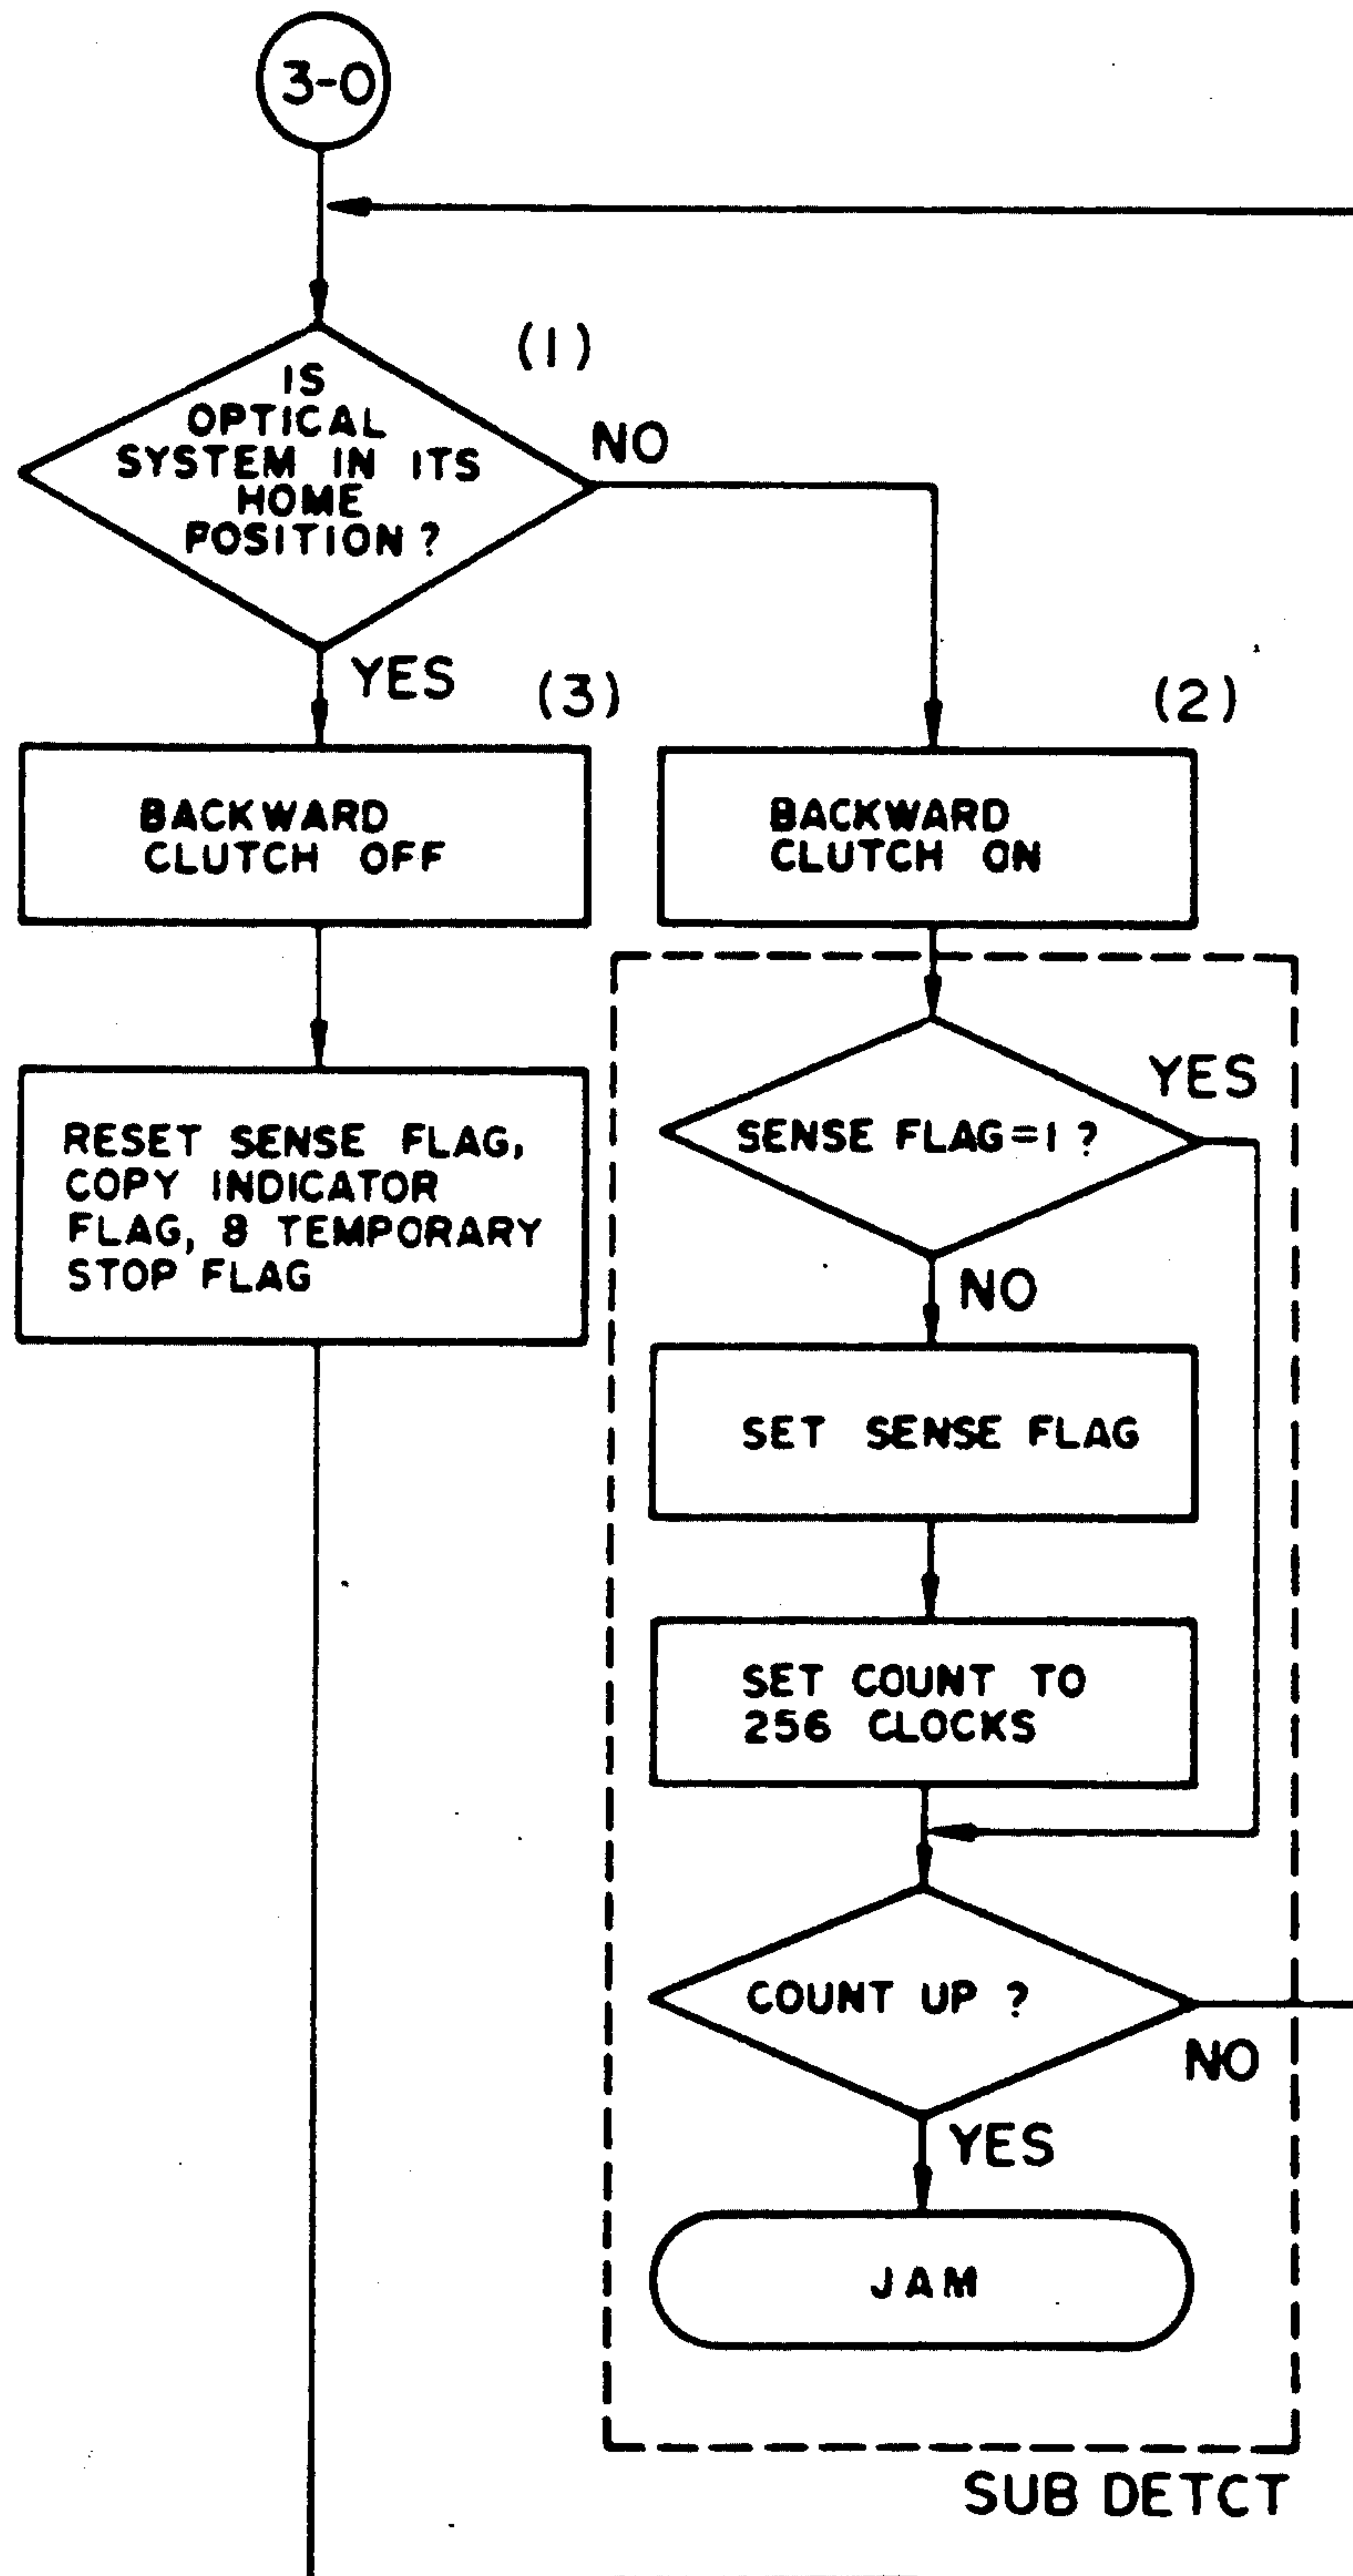 3-0
(1)
IS
OPTICAL
SYSTEM IN ITS
HOME
POSITION ?
NO
YES
(3)
(2)
BACKWARD
CLUTCH OFF
BACKWARD
CLUTCH ON
RESET SENSE FLAG,
COPY INDICATOR
FLAG, & TEMPORARY
STOP FLAG
YES
SENSE FLAG=1 ?
NO
SET SENSE FLAG
SET COUNT TO
256 CLOCKS
COUNT UP ?
NO
YES
JAM
SUB DETCT